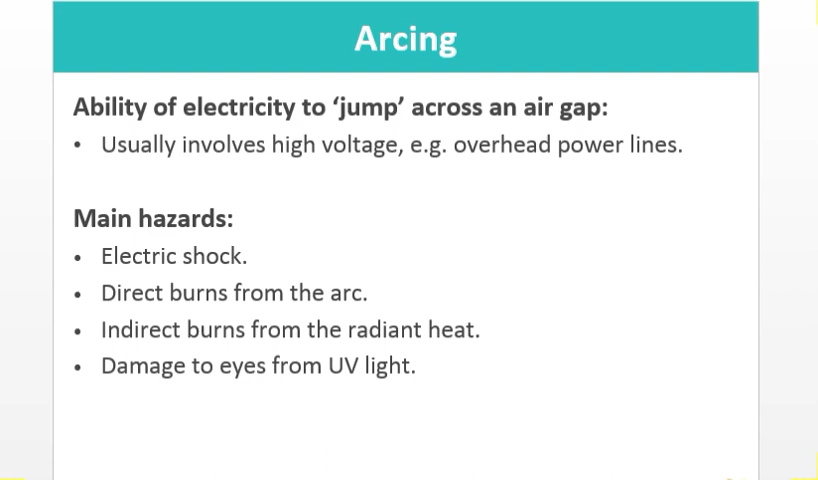 Arcing
Ability of electricity to ‘jump’ across an air gap:
• Usually involves high voltage, e.g. overhead power lines.
Main hazards:
• Electric shock.
• Direct burns from the arc.
• Indirect burns from the radiant heat.
• Damage to eyes from UV light.